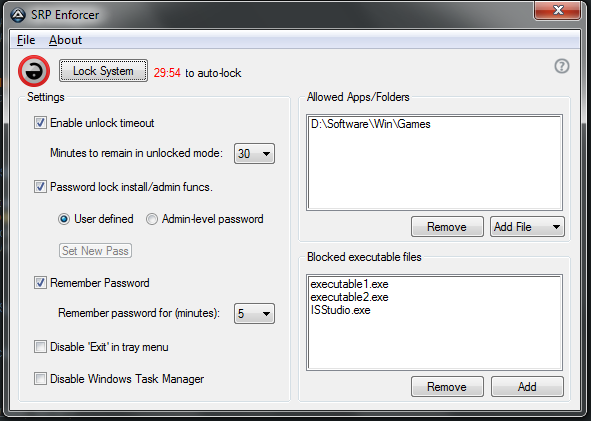 SRP Enforcer
File About
Lock System 29:54 to auto-lock
Settings
Enable unlock timeout
Minutes to remain in unlocked mode: 30
Password lock install/admin funcs.
User defined Admin-level password
Set New Pass
Remember Password
Remember password for (minutes): 5
Disable 'Exit' in tray menu
Disable Windows Task Manager
Allowed Apps/Folders
D:\Software\Win\Games
Remove Add File
Blocked executable files
executable1.exe
executable2.exe
ISStudio.exe
Remove Add